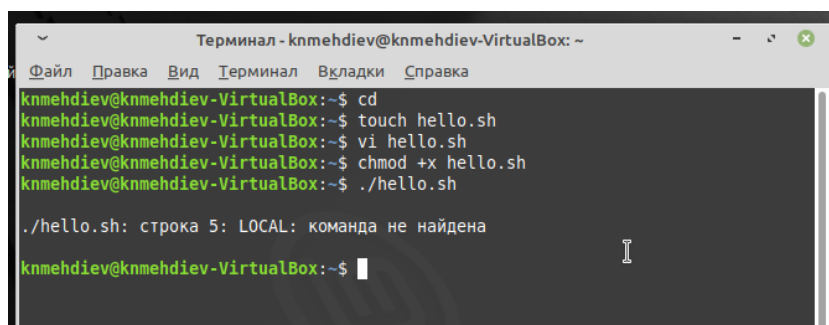 Терминал - knmehdiev@knmehdiev-VirtualBox: ~
Файл Правка Вид Терминал Вкладки Справка
knmehdiev@knmehdiev-VirtualBox:~$ cd
knmehdiev@knmehdiev-VirtualBox:~$ touch hello.sh
knmehdiev@knmehdiev-VirtualBox:~$ vi hello.sh
knmehdiev@knmehdiev-VirtualBox:~$ chmod +x hello.sh
knmehdiev@knmehdiev-VirtualBox:~$ ./hello.sh
./hello.sh: строка 5: LOCAL: команда не найдена
knmehdiev@knmehdiev-VirtualBox:~$